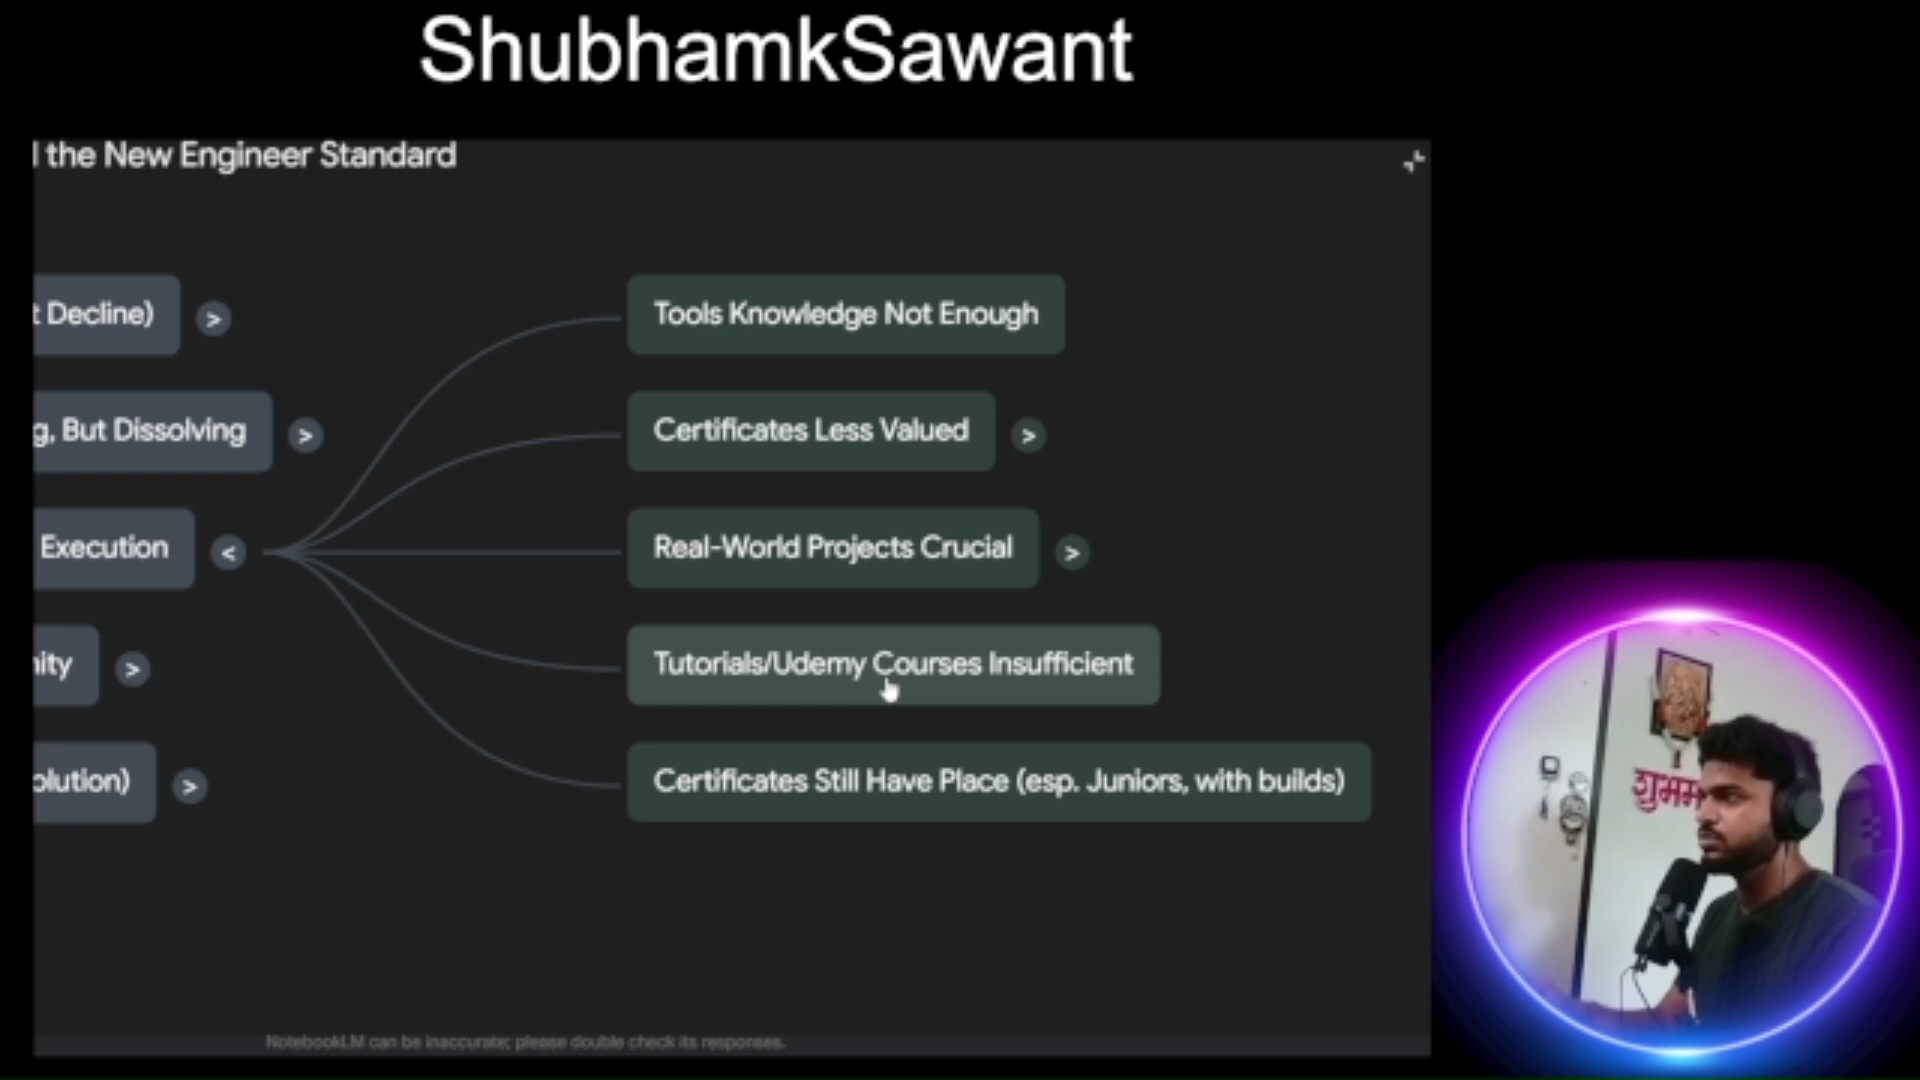 ShubhamkSawant
the New Engineer Standard
Decline)
Tools Knowledge Not Enough
But Dissolving
Certificates Less Valued
Execution
Real-World Projects Crucial
Tutorials/Udemy Courses Insufficient
Certificates Still Have Place (esp. Juniors, with builds)
NotebookLM can be inaccurate; please double check its responses.